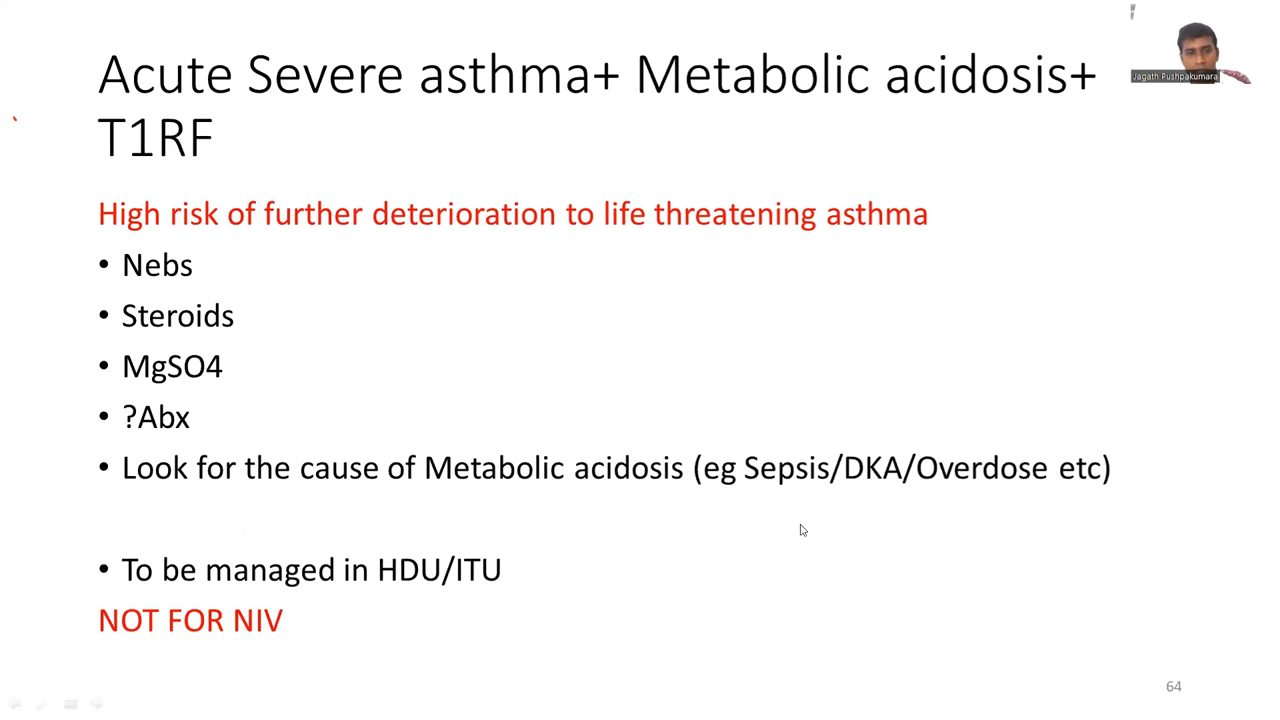 Acute Severe asthma+ Metabolic acidosis+
T1RF
Jagath Pushpakumara
High risk of further deterioration to life threatening asthma
• Nebs
• Steroids
• MgSO4
• ?Abx
• Look for the cause of Metabolic acidosis (eg Sepsis/DKA/Overdose etc)
• To be managed in HDU/ITU
NOT FOR NIV
64